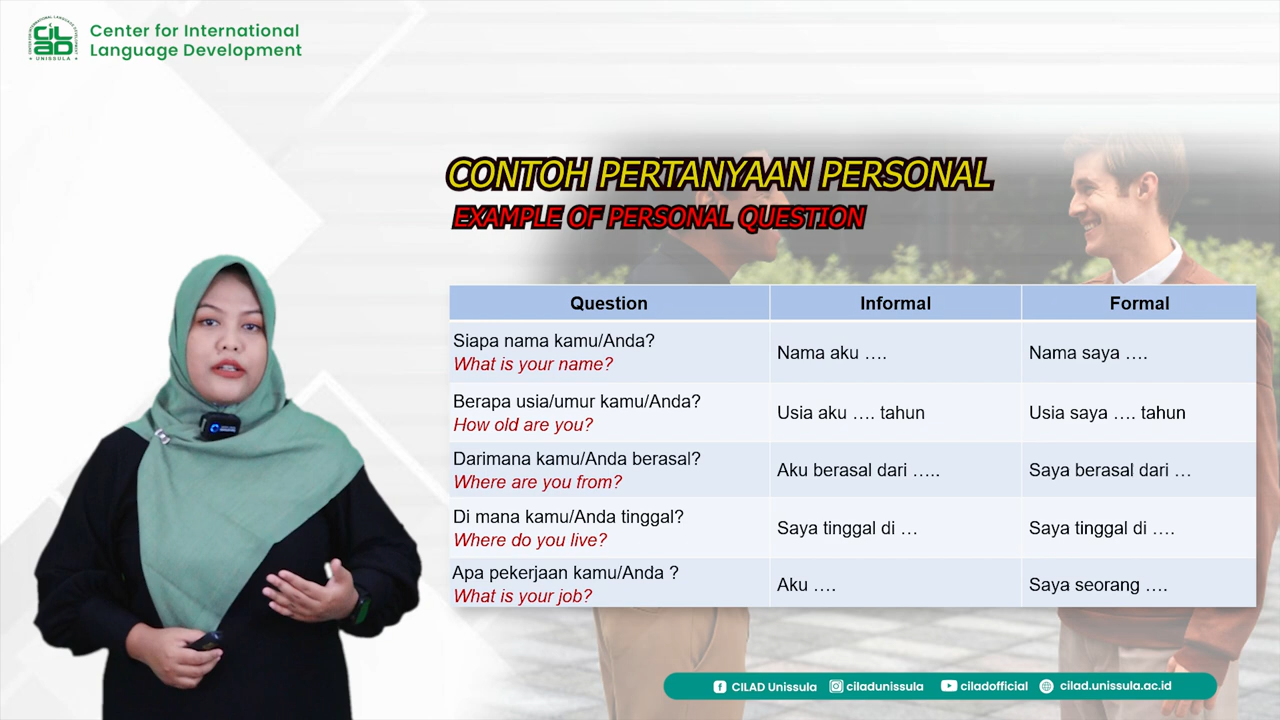 Center for International
Language Development
CILAD
UNISSULA
CONTOH PERTANYAAN PERSONAL
EXAMPLE OF PERSONAL QUESTION
Question Informal Formal
Siapa nama kamu/Anda?
What is your name?
Nama aku …. Nama saya ….
Berapa usia/umur kamu/Anda?
How old are you?
Usia aku …. tahun Usia saya …. tahun
Darimana kamu/Anda berasal?
Where are you from?
Aku berasal dari ….. Saya berasal dari …
Di mana kamu/Anda tinggal?
Where do you live?
Saya tinggal di … Saya tinggal di ….
Apa pekerjaan kamu/Anda ?
What is your job?
Aku …. Saya seorang ….
CILAD Unissula ciladunissula ciladofficial cilad.unissula.ac.id